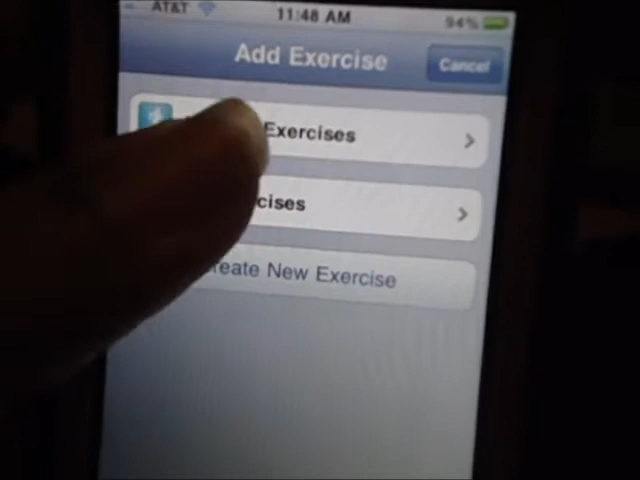 AT&T 11:48 AM 94%
Add Exercise Cancel
Exercises
cises
reate New Exercise